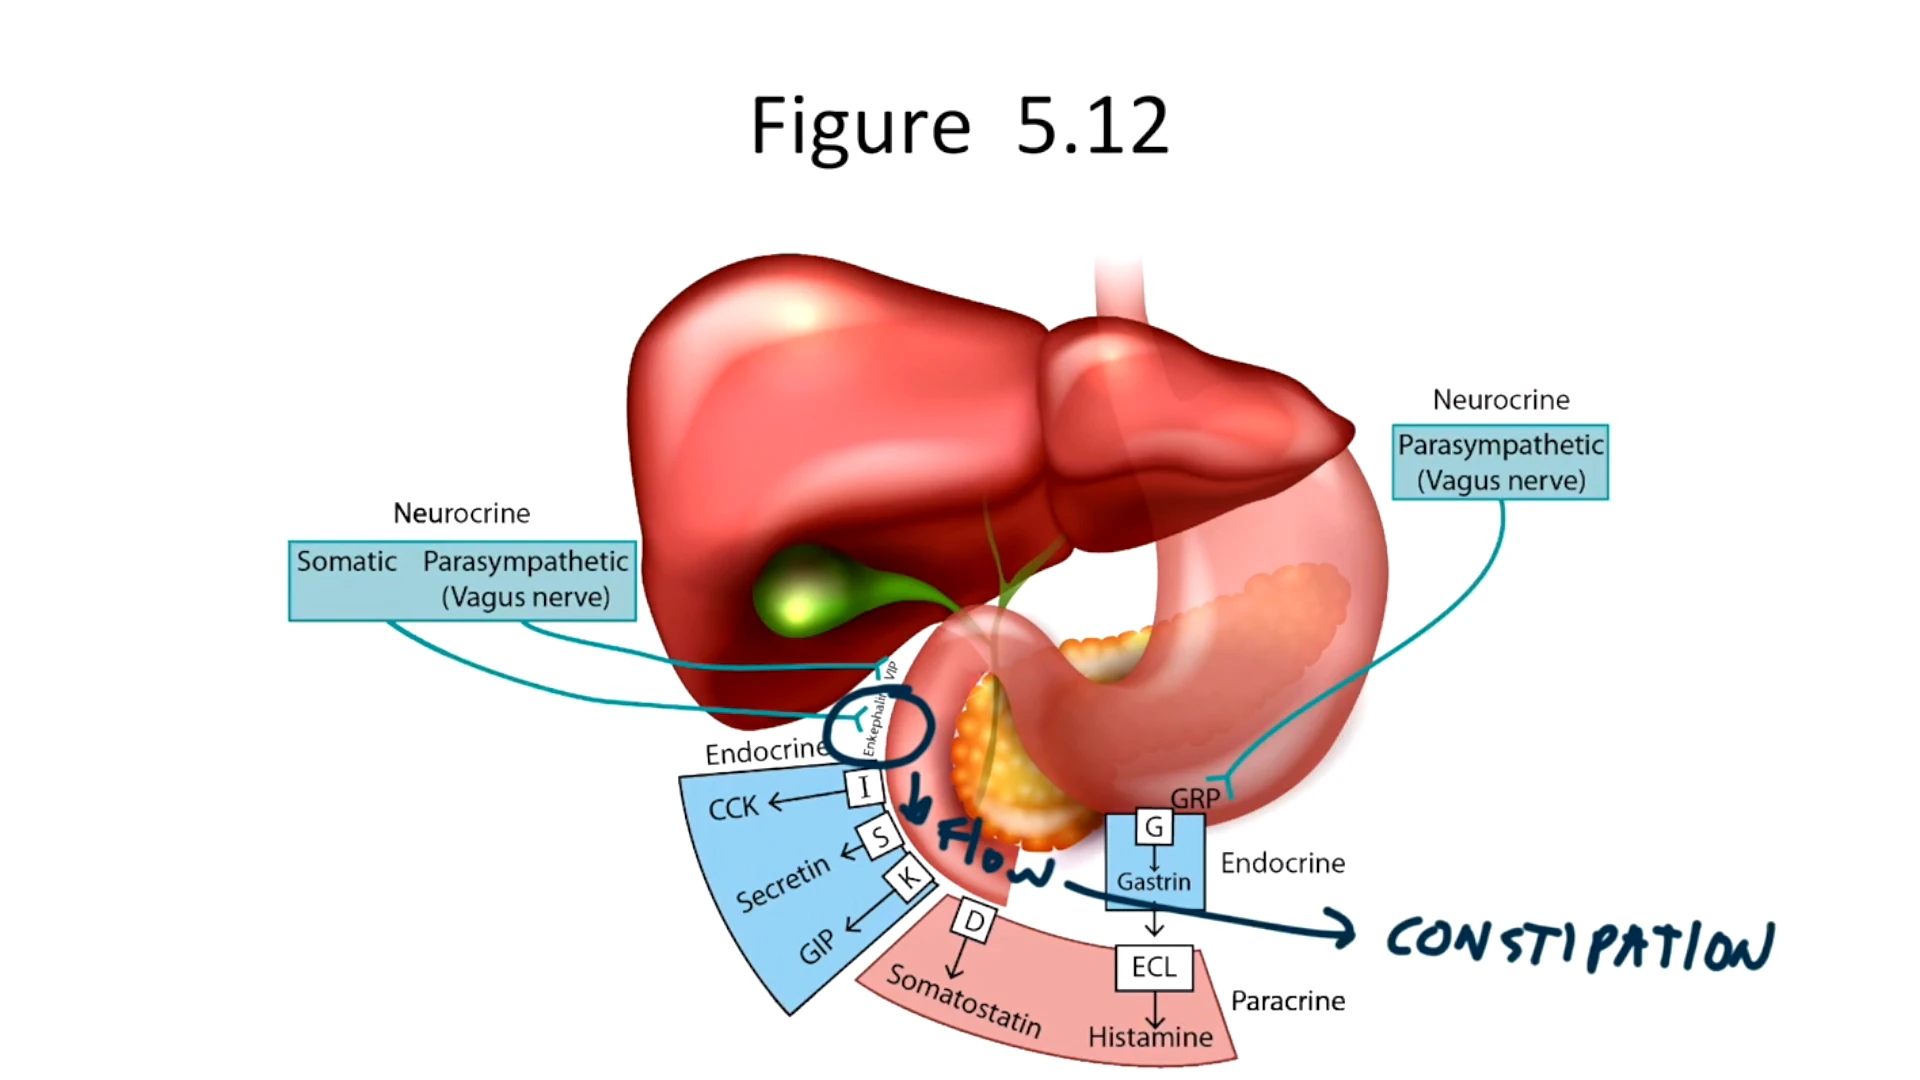 Figure 5.12
Neurocrine
Parasympathetic
(Vagus nerve)
Neurocrine
Somatic Parasympathetic
(Vagus nerve)
VIP
Enkephalin
Endocrine
I
CCK
S
Secretin
K
GIP
↓ Flow → CONSTIPATION
GRP
G
Gastrin
Endocrine
D
Somatostatin
ECL
Histamine
Paracrine